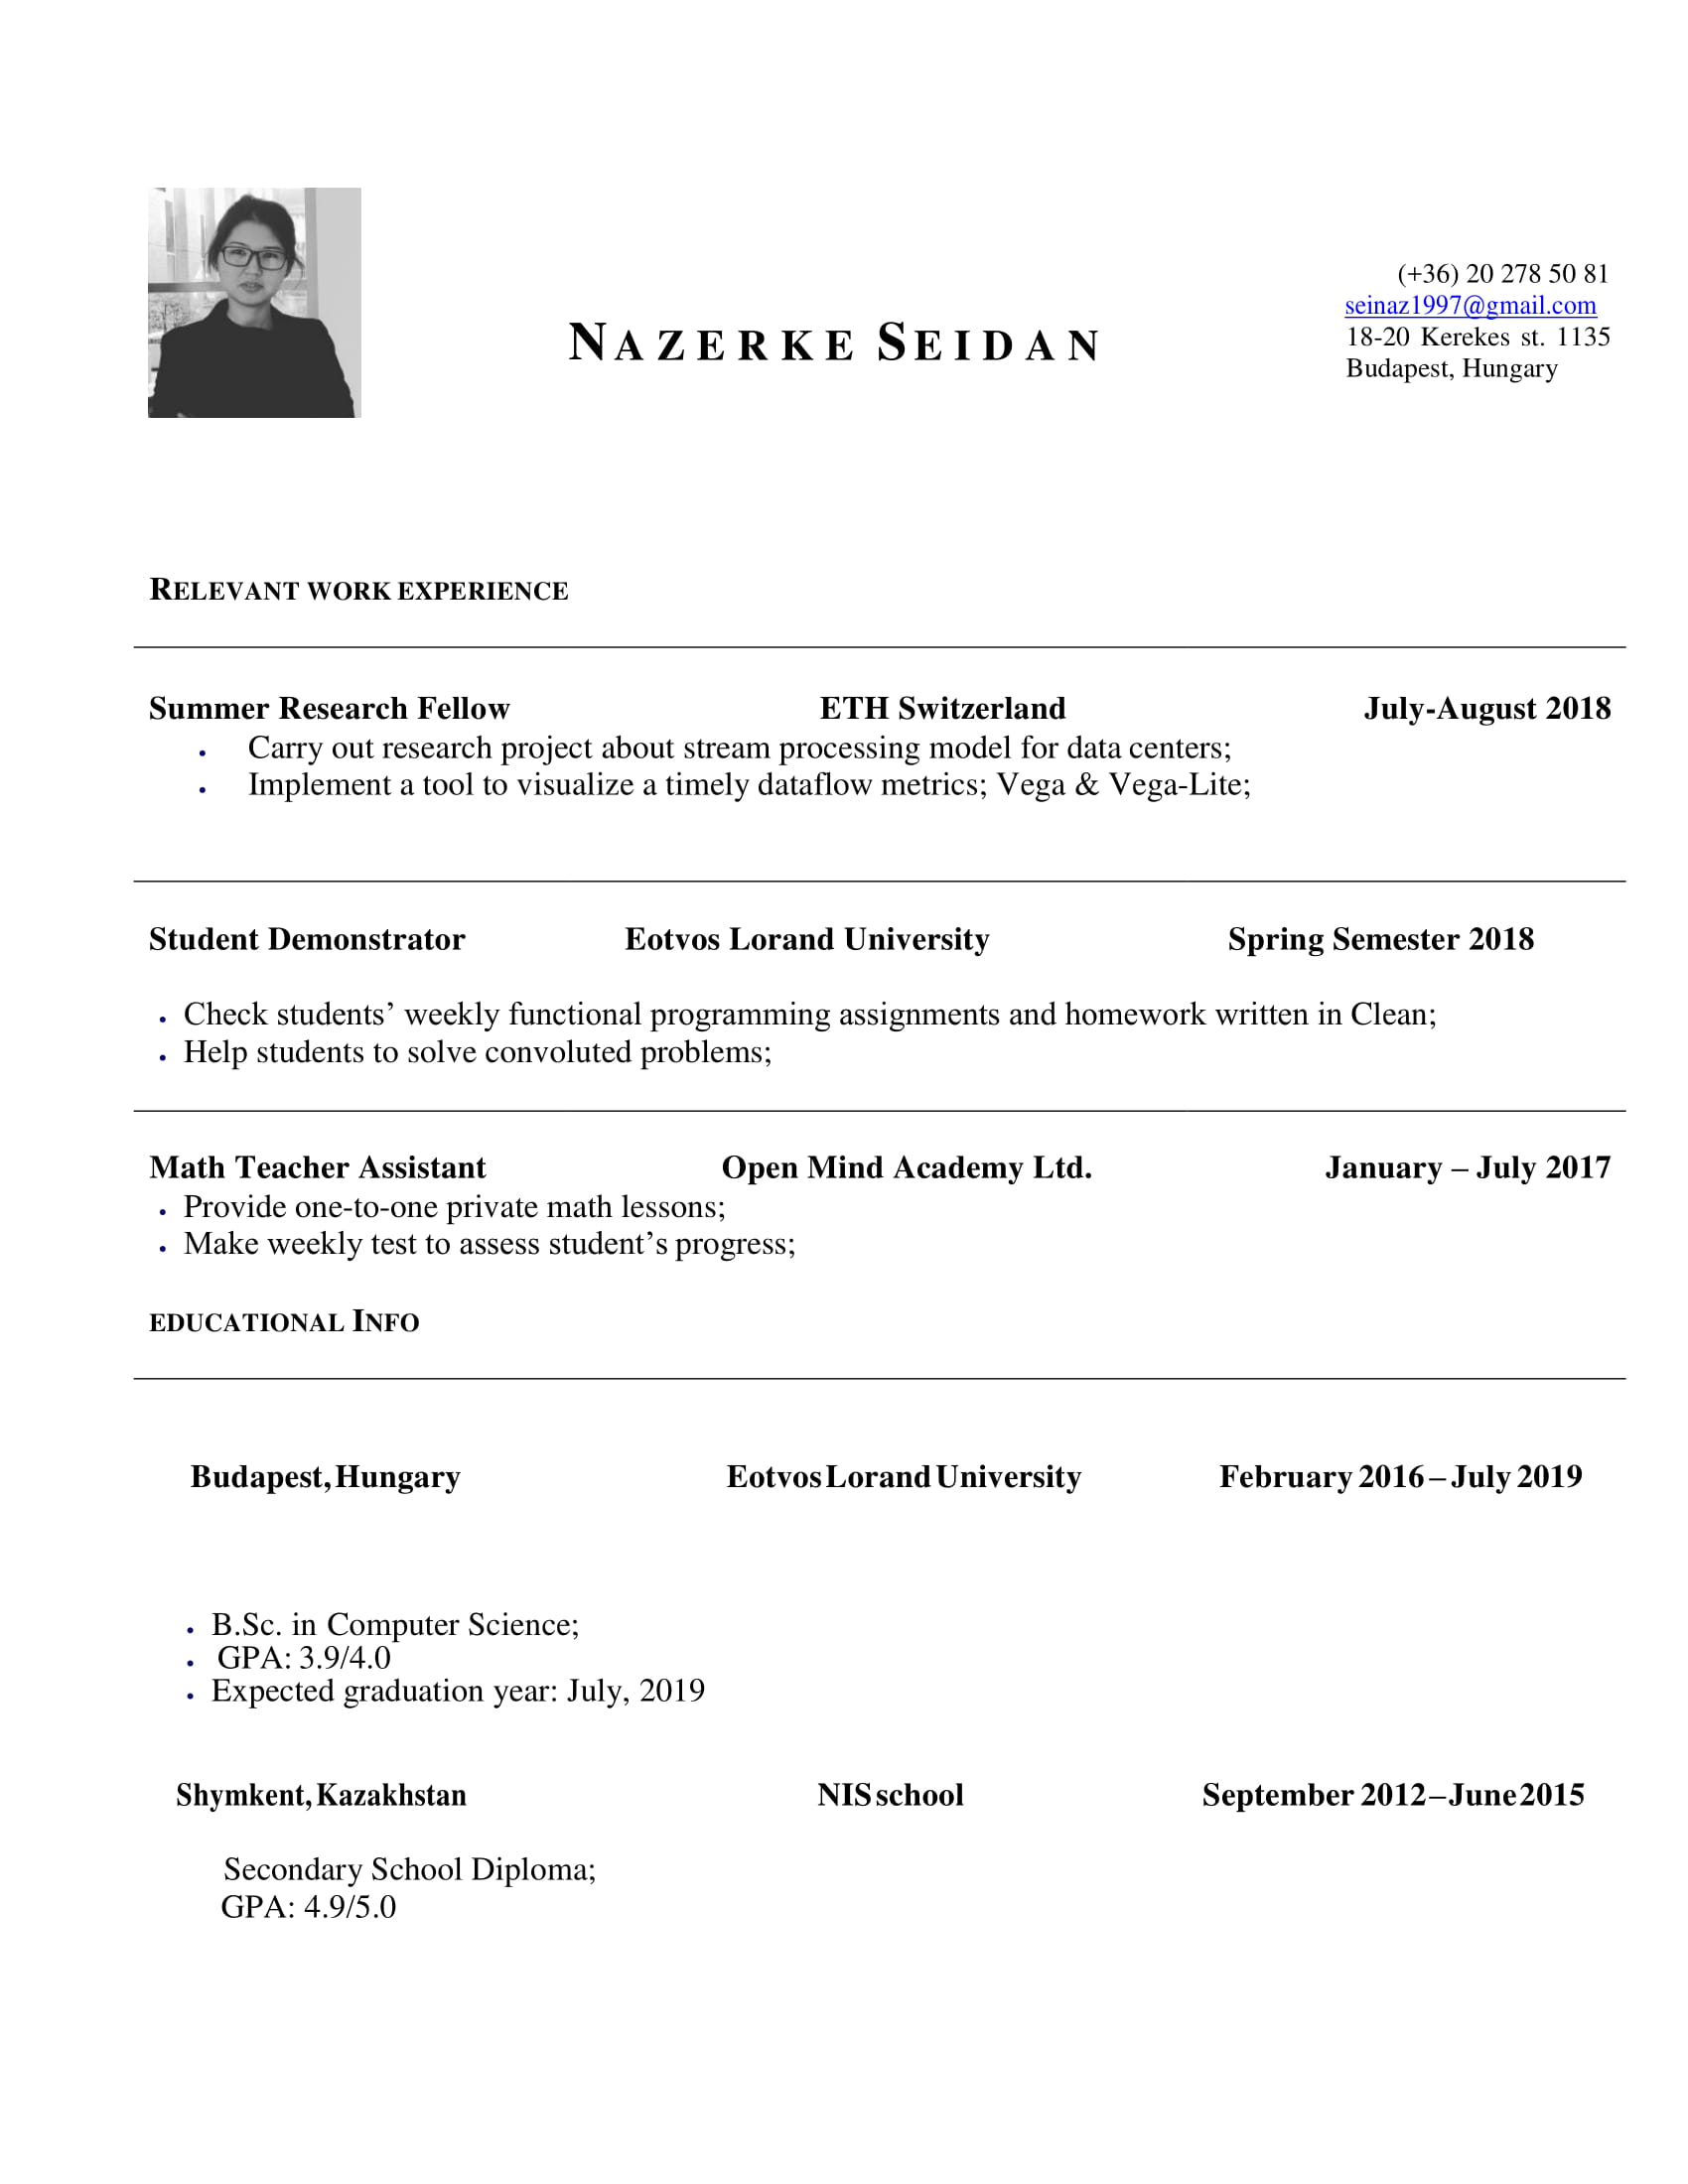 (+36) 20 278 50 81
seinaz1997@gmail.com
18-20 Kerekes st. 1135
Budapest, Hungary
NAZERKE SEIDAN
RELEVANT WORK EXPERIENCE
Summer Research Fellow ETH Switzerland July-August 2018
• Carry out research project about stream processing model for data centers;
• Implement a tool to visualize a timely dataflow metrics; Vega & Vega-Lite;
Student Demonstrator Eotvos Lorand University Spring Semester 2018
• Check students’ weekly functional programming assignments and homework written in Clean;
• Help students to solve convoluted problems;
Math Teacher Assistant Open Mind Academy Ltd. January – July 2017
• Provide one-to-one private math lessons;
• Make weekly test to assess student’s progress;
EDUCATIONAL INFO
Budapest, Hungary Eotvos Lorand University February 2016 – July 2019
• B.Sc. in Computer Science;
• GPA: 3.9/4.0
• Expected graduation year: July, 2019
Shymkent, Kazakhstan NIS school September 2012 – June 2015
Secondary School Diploma;
GPA: 4.9/5.0